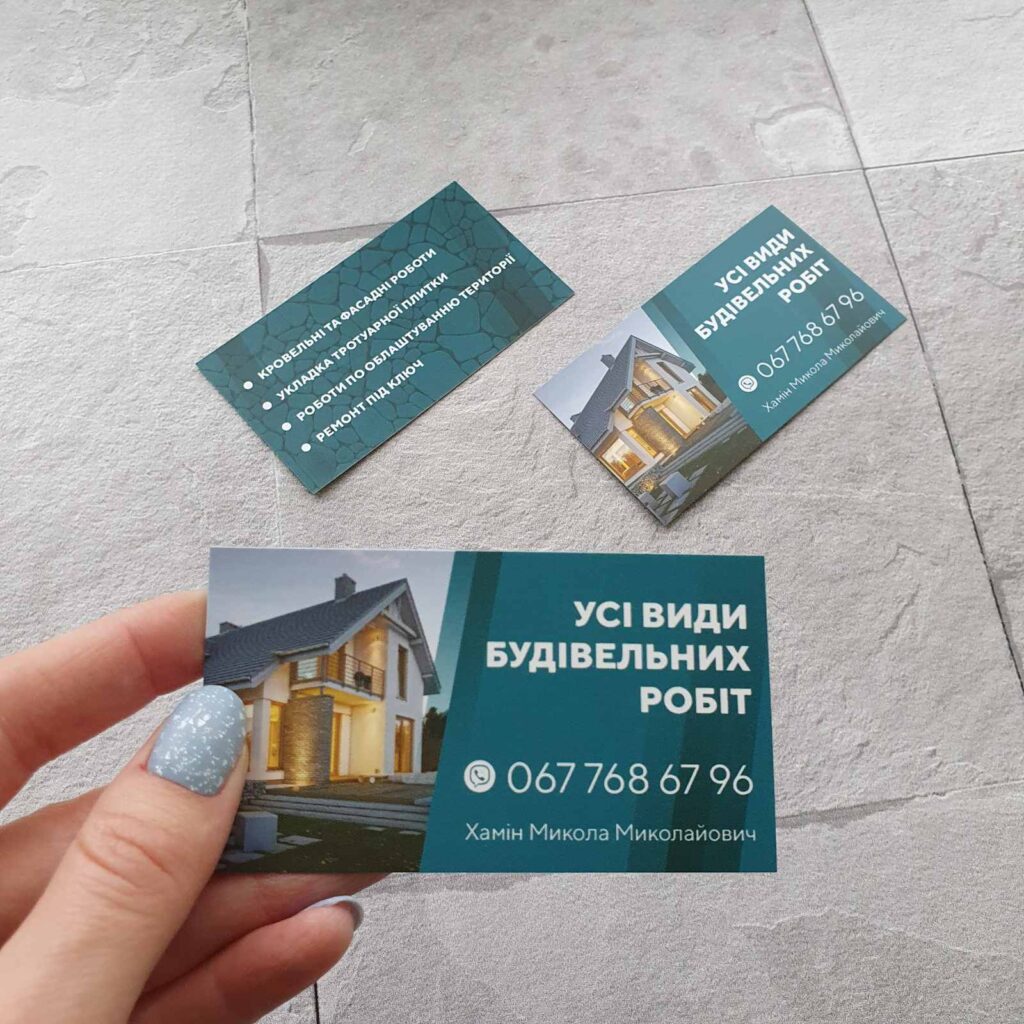 КРОВЕЛЬНІ ТА ФАСАДНІ РОБОТИ
УКЛАДКА ТРОТУАРНОЇ ПЛИТКИ
РОБОТИ ПО ОБЛАШТУВАННЮ ТЕРИТОРІЇ
РЕМОНТ ПІД КЛЮЧ
УСІ ВИДИ
БУДІВЕЛЬНИХ
РОБІТ
067 768 67 96
Хамін Микола Миколайович
УСІ ВИДИ
БУДІВЕЛЬНИХ
РОБІТ
067 768 67 96
Хамін Микола Миколайович